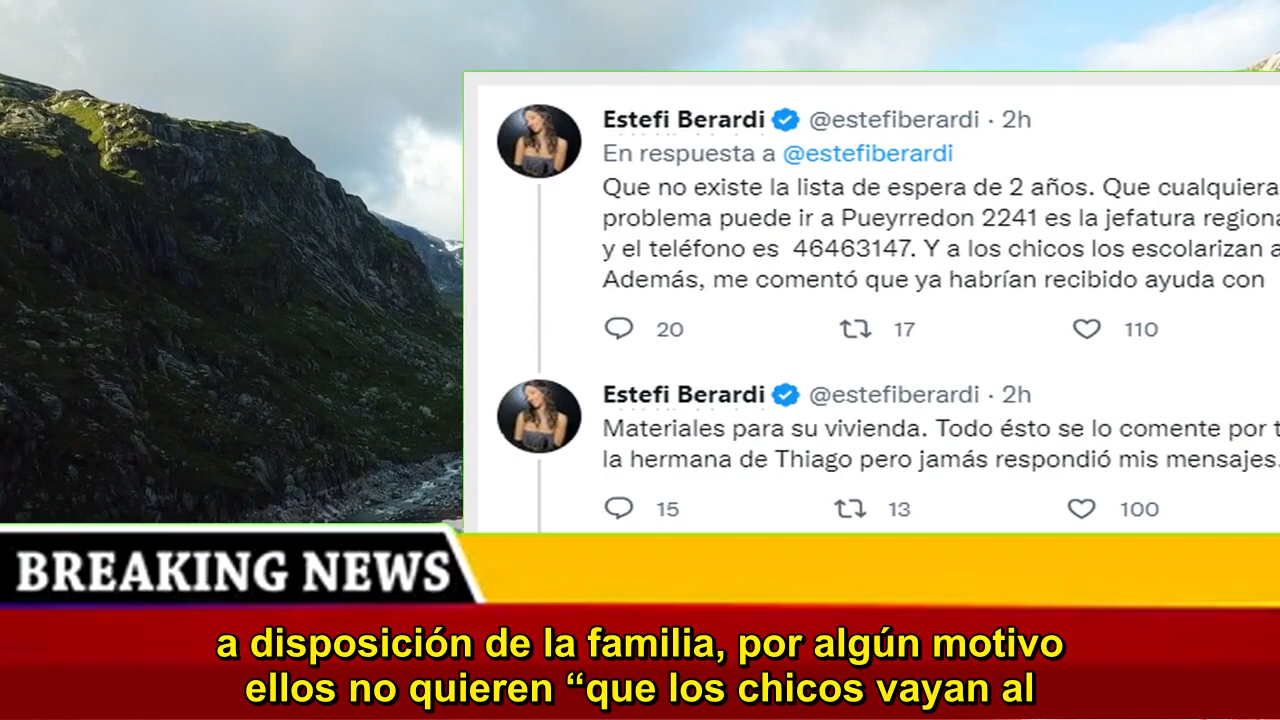 Estefi Berardi @estefiberardi · 2h
En respuesta a @estefiberardi
Que no existe la lista de espera de 2 años. Que cualquiera
problema puede ir a Pueyrredon 2241 es la jefatura
y el teléfono es 46463147. Y a los chicos los escolarizan
Además, me comentó que ya habrían recibido ayuda con
20 17 110
Estefi Berardi @estefiberardi · 2h
Materiales para su vivienda. Todo ésto se lo comente por
la hermana de Thiago pero jamás respondió mis mensajes.
15 13 100
BREAKING NEWS
a disposición de la familia, por algún motivo
ellos no quieren “que los chicos vayan al